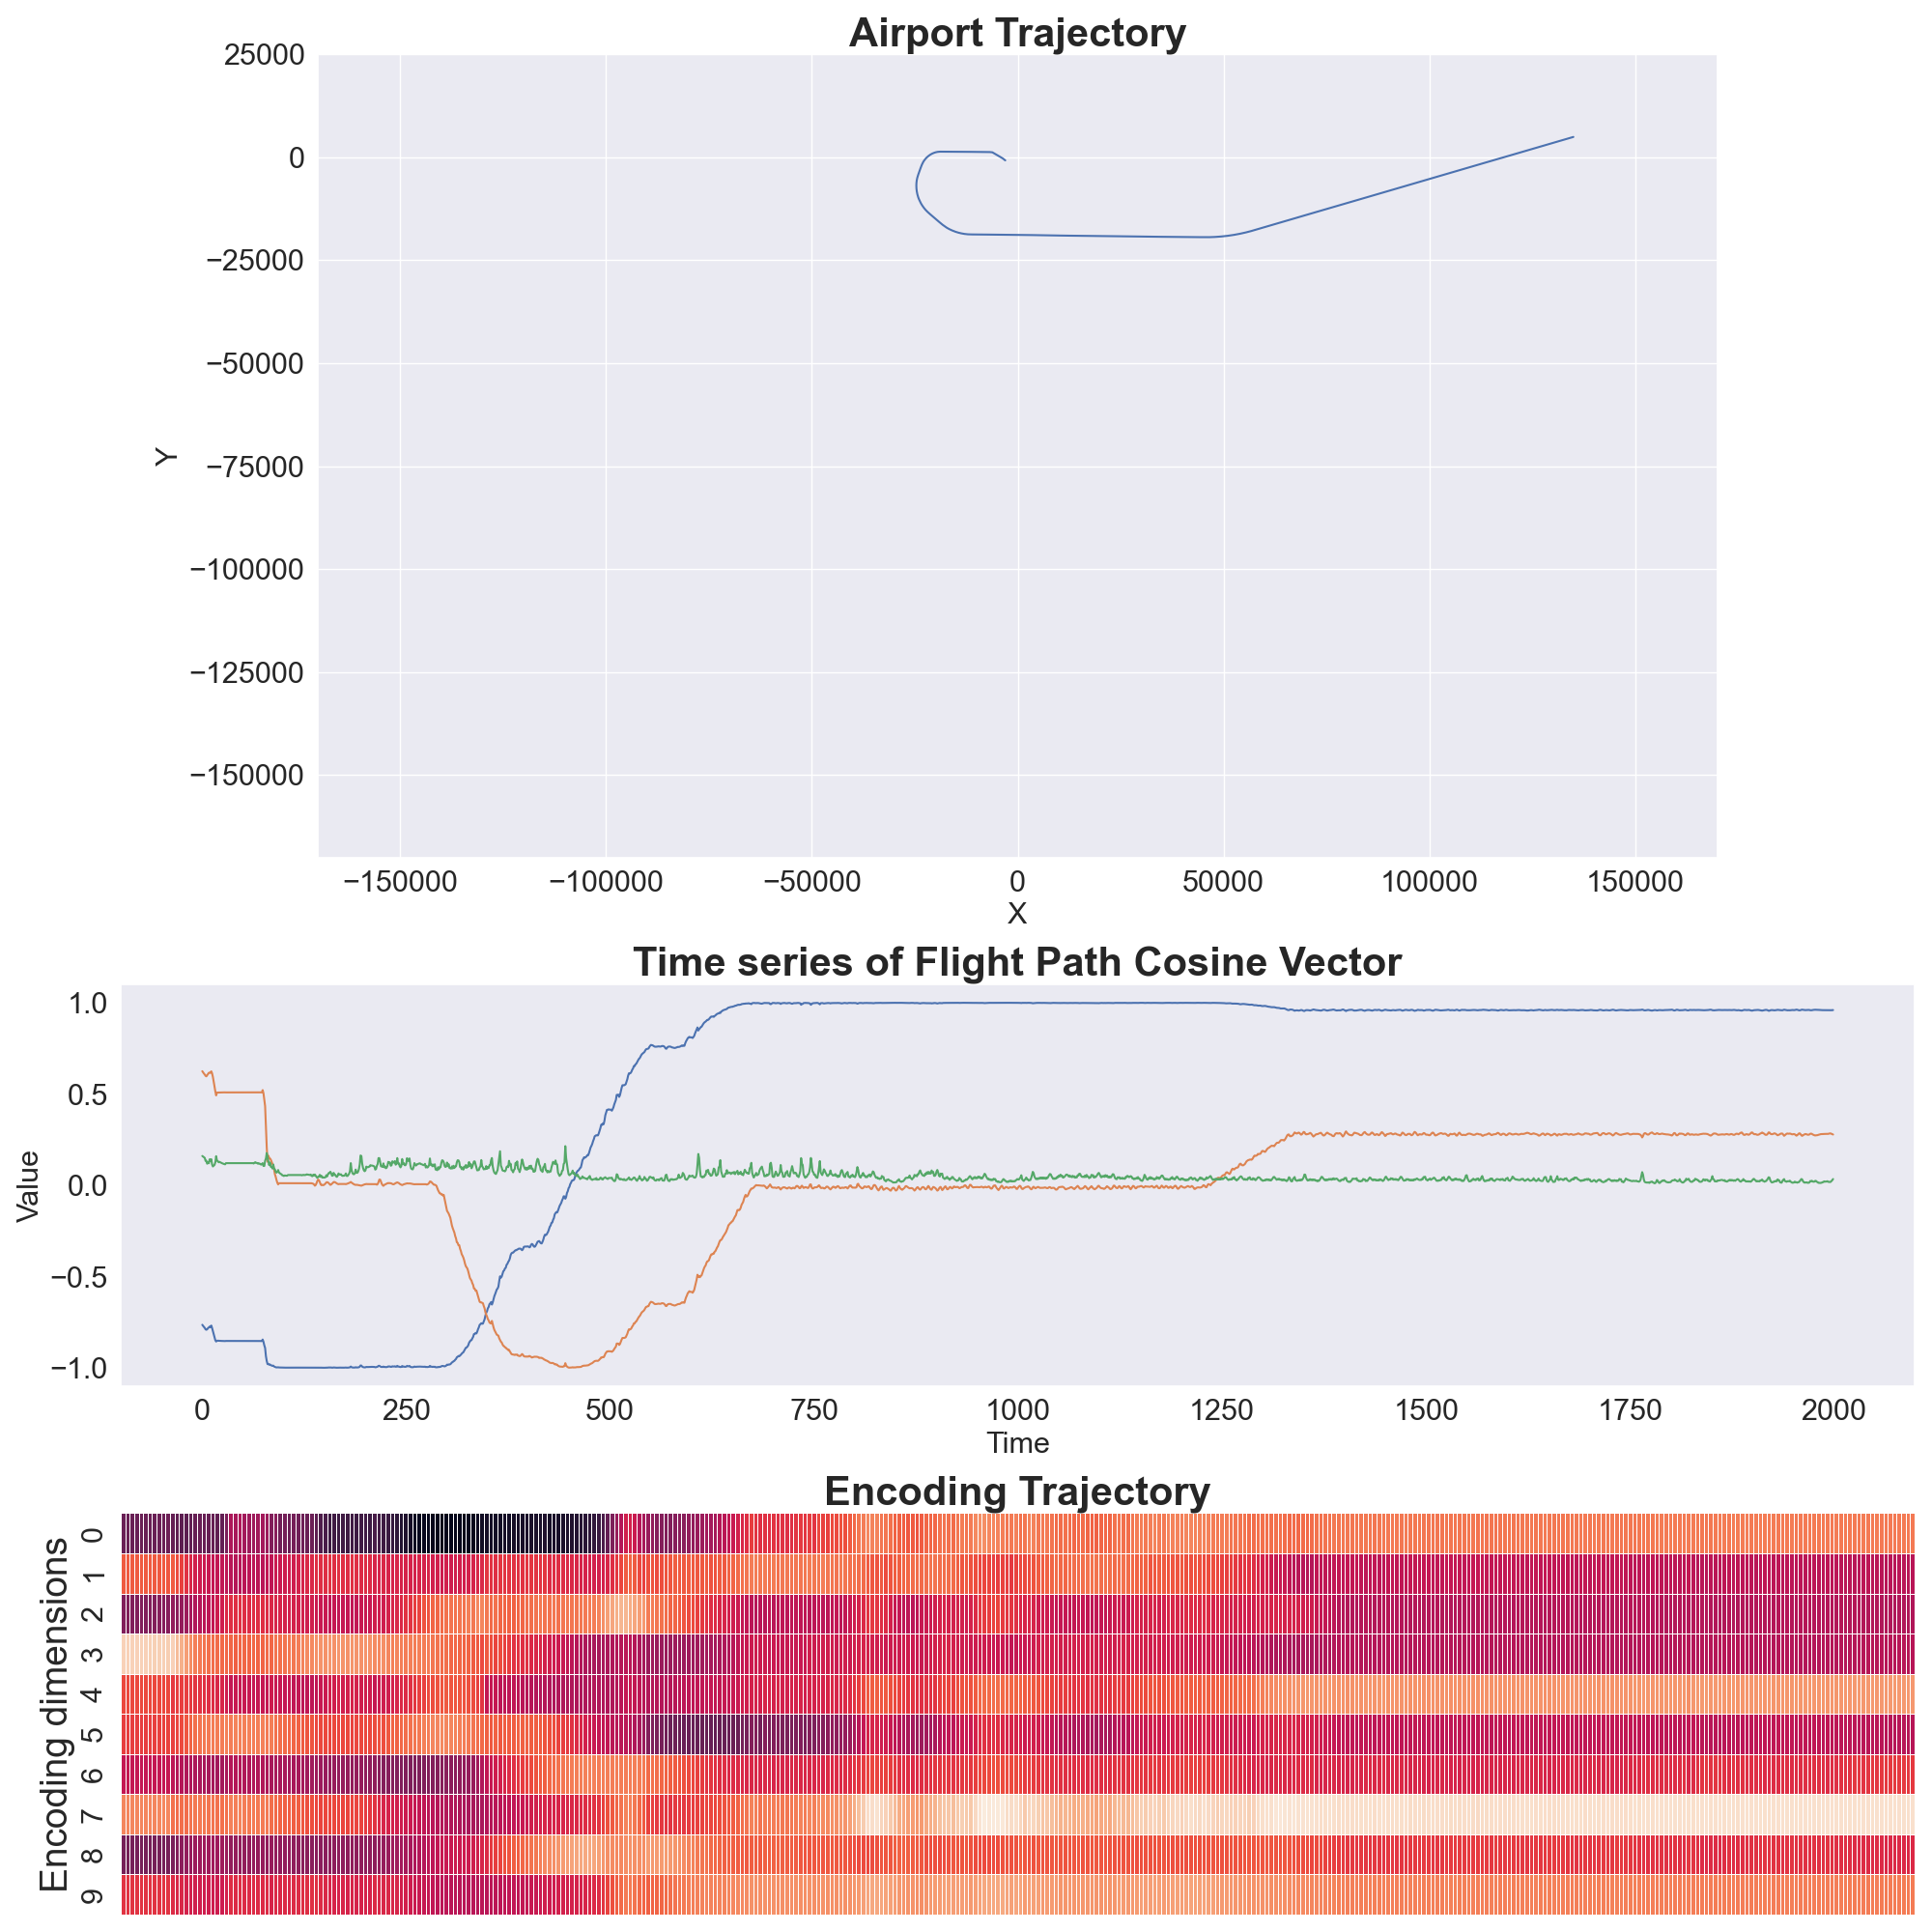 Airport Trajectory
25000
0
−25000
−50000
−75000
−100000
−125000
−150000
Y
−150000 −100000 −50000 0 50000 100000 150000
X
Time series of Flight Path Cosine Vector
1.0
0.5
0.0
−0.5
−1.0
Value
0 250 500 750 1000 1250 1500 1750 2000
Time
Encoding Trajectory
Encoding dimensions
0
1
2
3
4
5
6
7
8
9